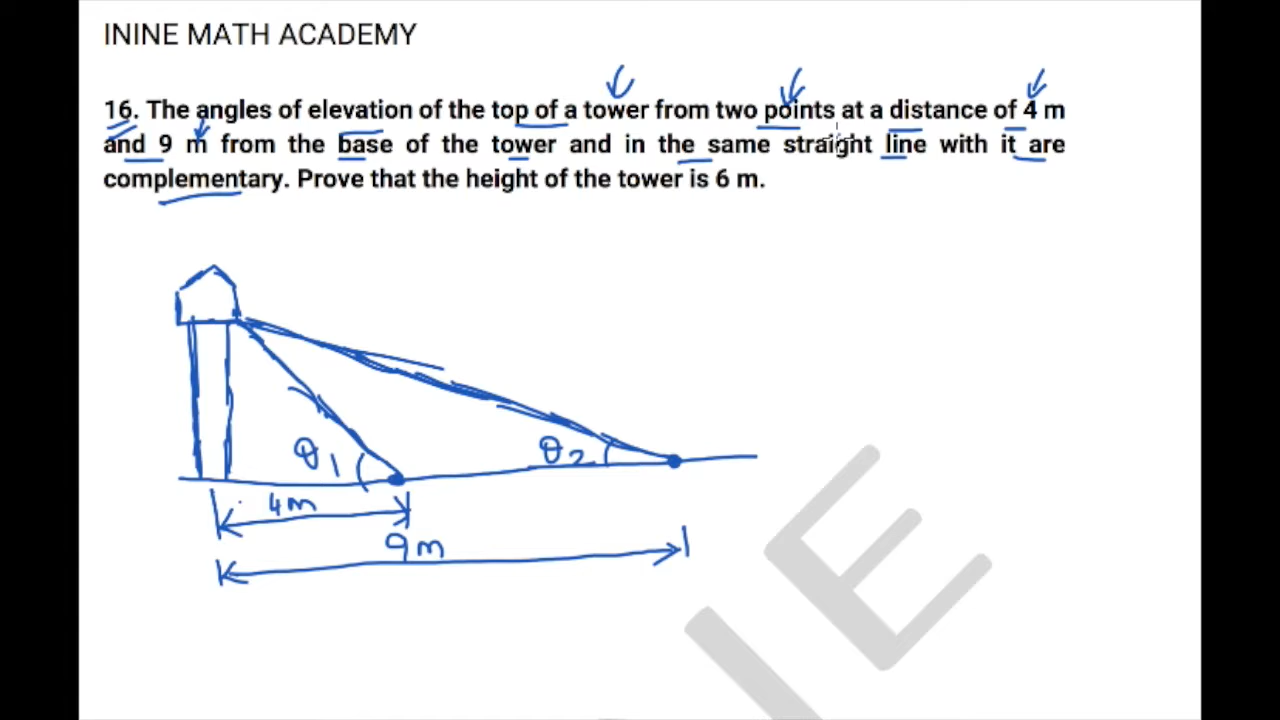 ININE MATH ACADEMY
16. The angles of elevation of the top of a tower from two points at a distance of 4 m
and 9 m from the base of the tower and in the same straight line with it are
complementary. Prove that the height of the tower is 6 m.
θ1
θ2
4m
9m